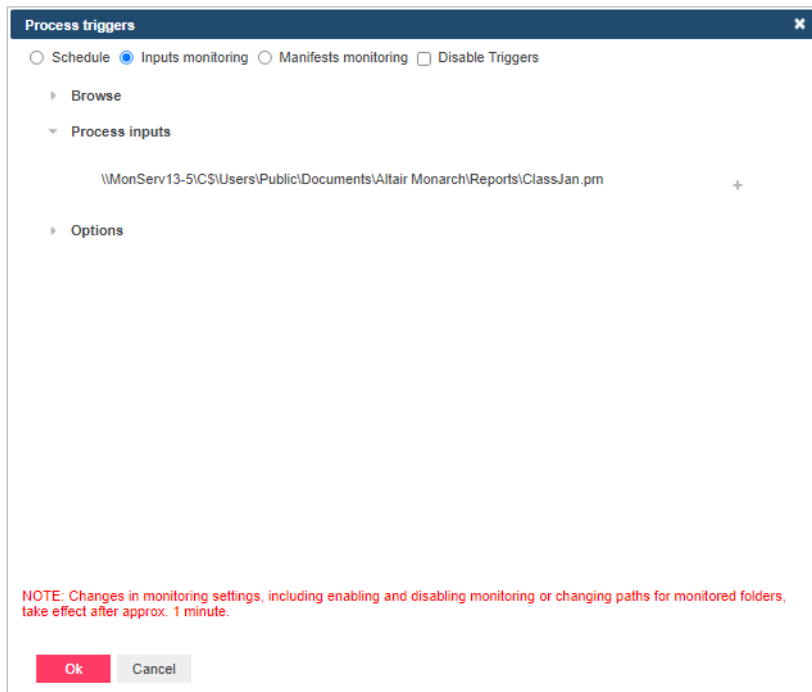 Process triggers
Schedule Inputs monitoring Manifests monitoring Disable Triggers
Browse
Process inputs
\\MonServ13-5\C$\Users\Public\Documents\Altair Monarch\Reports\ClassJan.prn
Options
NOTE: Changes in monitoring settings, including enabling and disabling monitoring or changing paths for monitored folders,
take effect after approx. 1 minute.
Ok Cancel